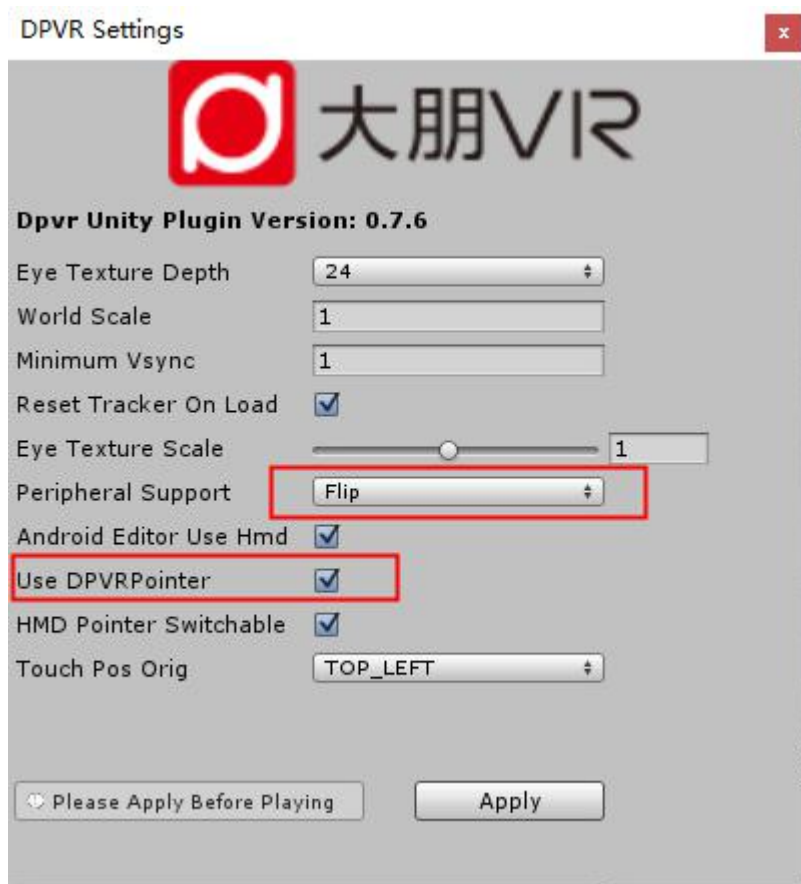 DPVR Settings
x
大朋VR
Dpvr Unity Plugin Version: 0.7.6
Eye Texture Depth 24
World Scale 1
Minimum Vsync 1
Reset Tracker On Load
Eye Texture Scale 1
Peripheral Support Flip
Android Editor Use Hmd
Use DPVRPointer
HMD Pointer Switchable
Touch Pos Orig TOP_LEFT
Please Apply Before Playing Apply